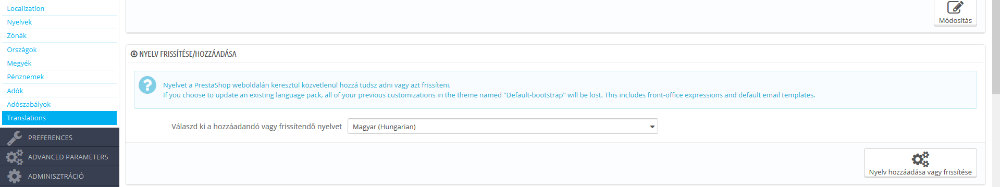 Localization
Nyelvek
Zónák
Országok
Megyék
Pénznemek
Adók
Adószabályok
Translations
PREFERENCES
ADVANCED PARAMETERS
ADMINISZTRÁCIÓ
Módosítás
NYELV FRISSÍTÉSE/HOZZÁADÁSA
Nyelvet a PrestaShop weboldalán keresztül közvetlenül hozzá tudsz adni vagy azt frissíteni.
If you choose to update an existing language pack, all of your previous customizations in the theme named "Default-bootstrap" will be lost. This includes front-office expressions and default email templates.
Válaszd ki a hozzáadandó vagy frissítendő nyelvet
Magyar (Hungarian)
Nyelv hozzáadása vagy frissítése